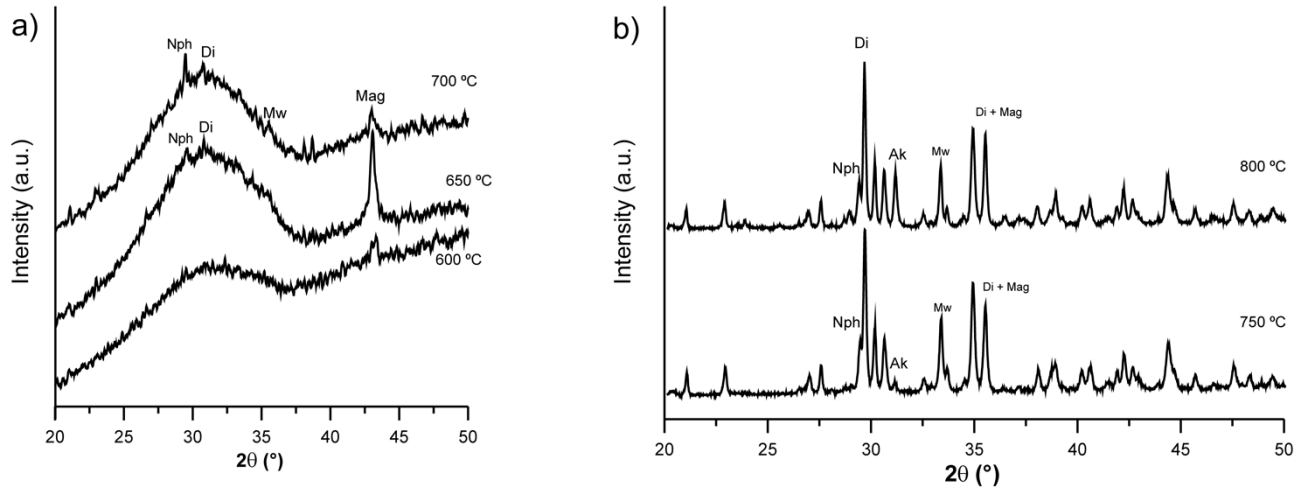 a)
Intensity (a.u.)
Nph
Di
Mw
Mag
700 ºC
Nph
Di
650 ºC
600 ºC
20 25 30 35 40 45 50
2θ (°)
b)
Intensity (a.u.)
Di
Nph
Ak
Mw
Di + Mag
800 ºC
Nph
Ak
Mw
Di + Mag
750 ºC
20 25 30 35 40 45 50
2θ (°)